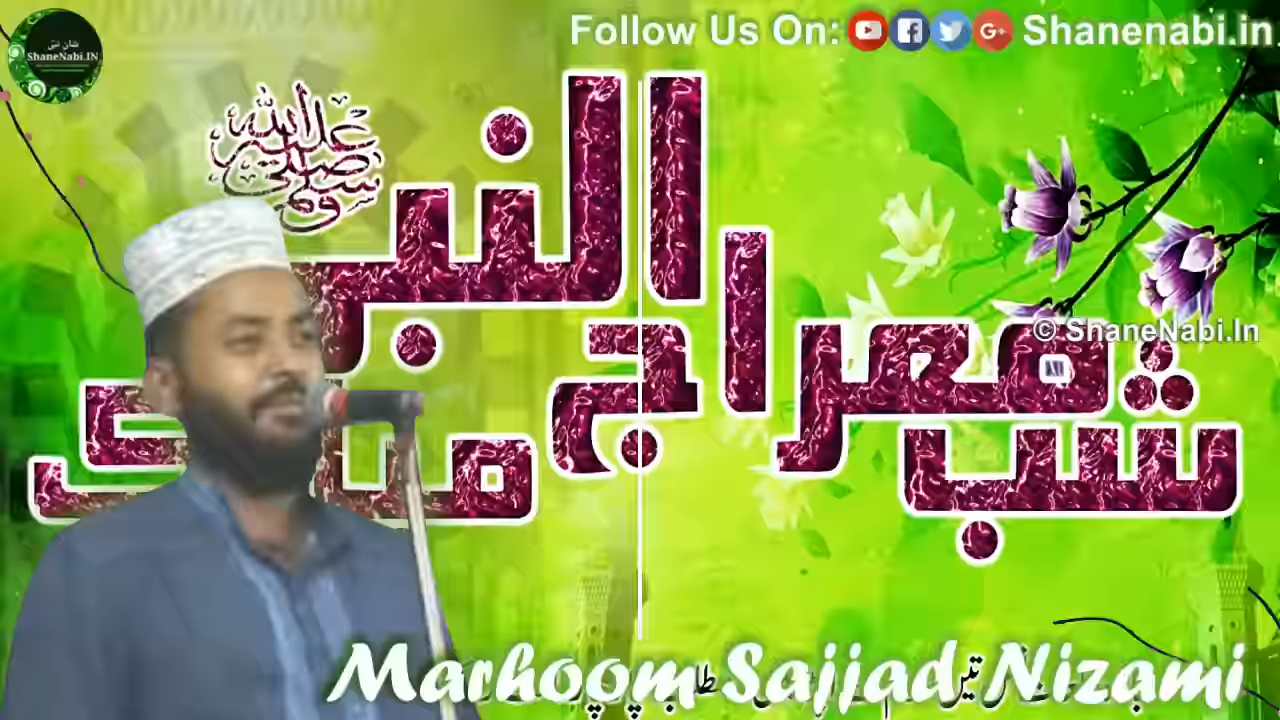 شان نبی
ShaneNabi.IN
Follow Us On: Shanenabi.in
صلی اللہ علیہ وسلم
شب معراج النبی مبارک
© ShaneNabi.In
Marhoom Sajjad Nizami